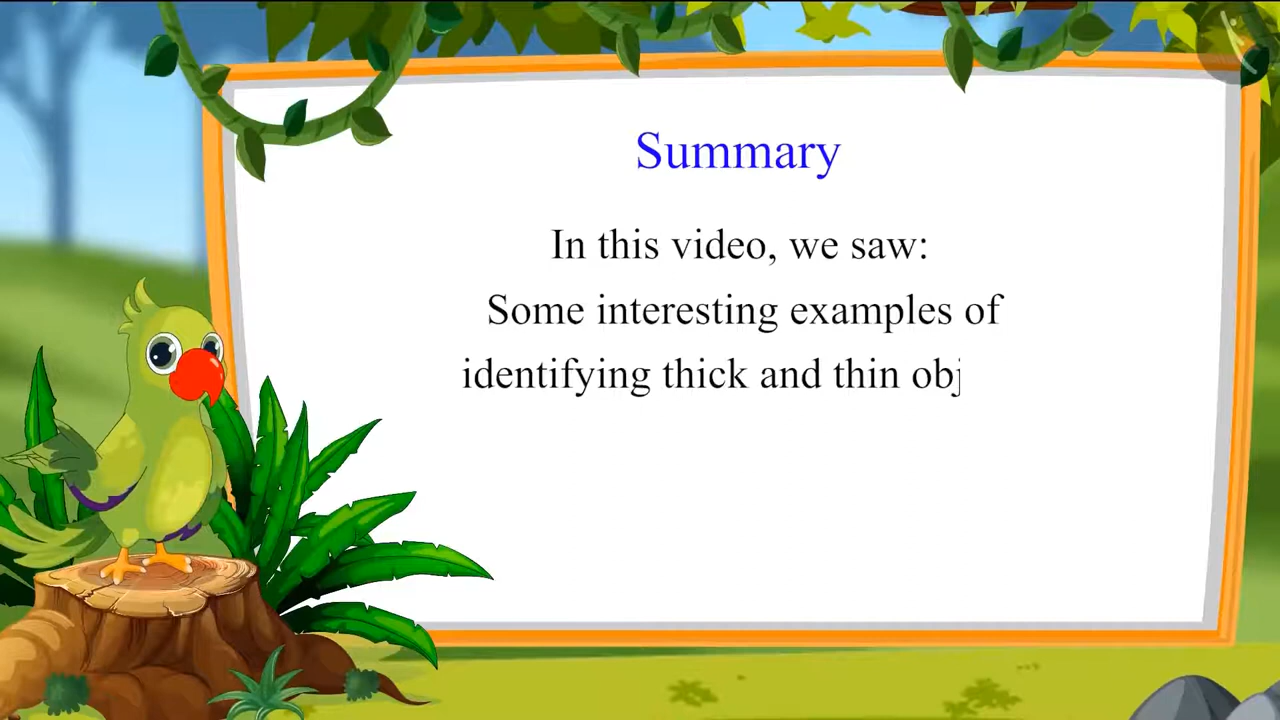 Summary
In this video, we saw:
Some interesting examples of
identifying thick and thin obj